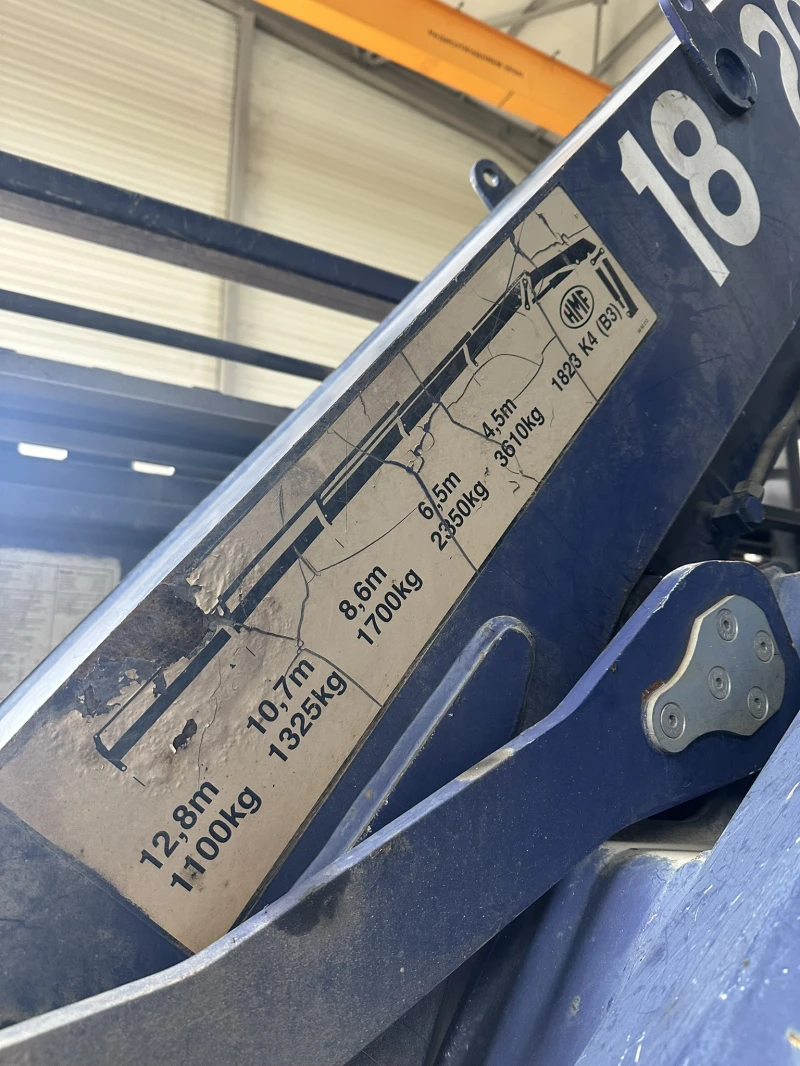 18
HMF
1823 K4 (B3)
4,5m
3610kg
6,5m
2350kg
8,6m
1700kg
10,7m
1325kg
12,8m
1100kg